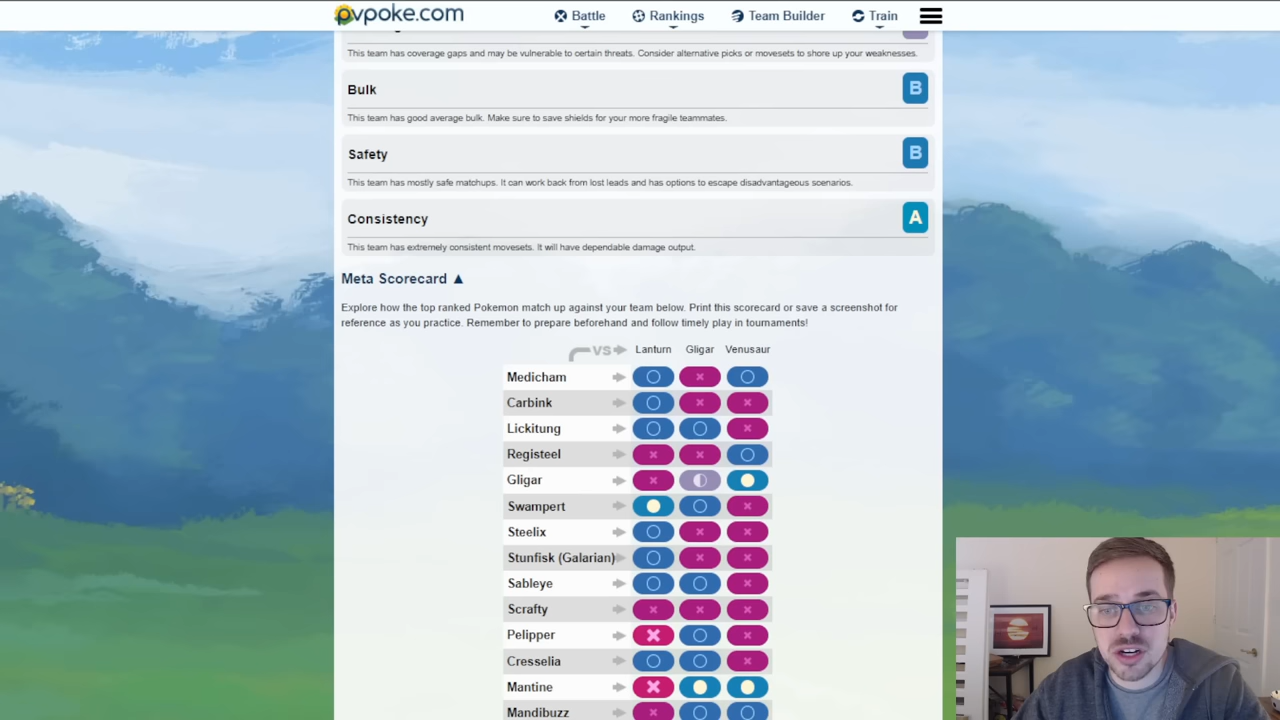 pvpoke.com
Battle
Rankings
Team Builder
Train
This team has coverage gaps and may be vulnerable to certain threats. Consider alternative picks or movesets to shore up your weaknesses.
Bulk
B
This team has good average bulk. Make sure to save shields for your more fragile teammates.
Safety
B
This team has mostly safe matchups. It can work back from lost leads and has options to escape disadvantageous scenarios.
Consistency
A
This team has extremely consistent movesets. It will have dependable damage output.
Meta Scorecard ▲
Explore how the top ranked Pokemon match up against your team below. Print this scorecard or save a screenshot for
reference as you practice. Remember to prepare beforehand and follow timely play in tournaments!
VS Lanturn Gligar Venusaur
Medicham
Carbink
Lickitung
Registeel
Gligar
Swampert
Steelix
Stunfisk (Galarian)
Sableye
Scrafty
Pelipper
Cresselia
Mantine
Mandibuzz